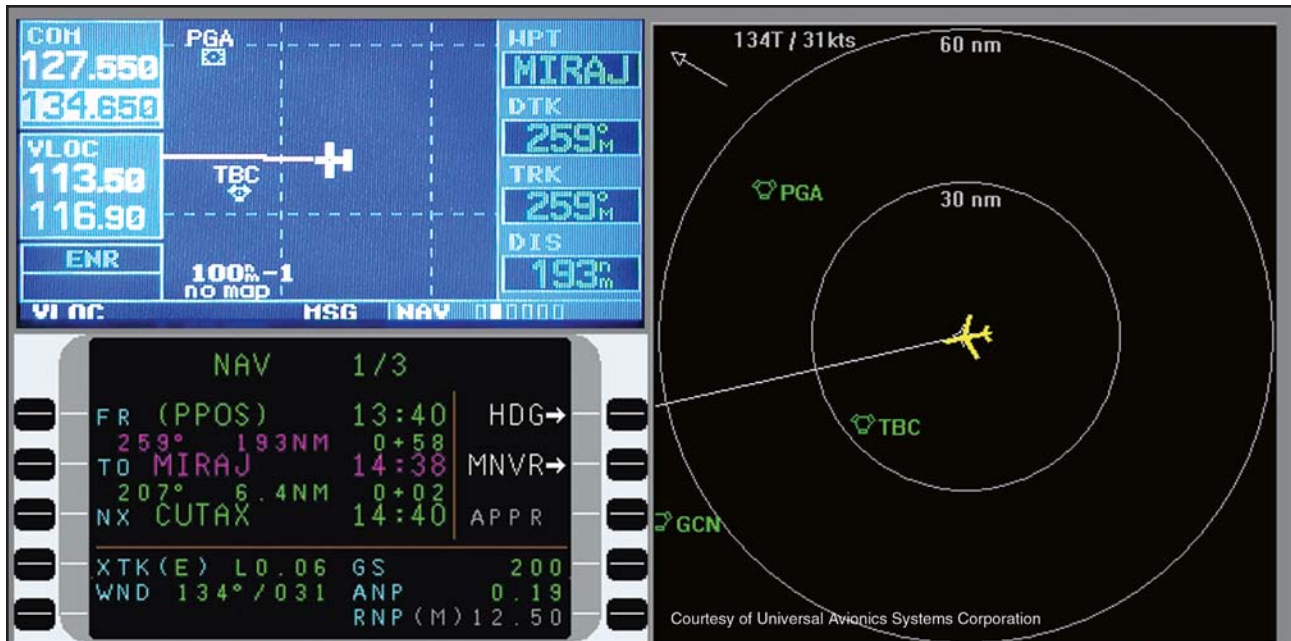 COM
127.550
134.650
VLOC
113.50
116.90
ENR
PGA
TBC
100nm-1
no map
WPT
MIRAJ
DTK
259°M
TRK
259°M
DIS
193nm
VLOC MSG NAV
NAV 1/3
FR (PPOS) 13:40 HDG→
259° 193NM 0+58
TO MIRAJ 14:38 MNVR→
207° 6.4NM 0+02
NX CUTAX 14:40 APPR
XTK(E) L0.06 GS 200
WND 134°/031 ANP 0.19
RNP(M)12.50
134T / 31kts
60 nm
PGA
30 nm
TBC
GCN
Courtesy of Universal Avionics Systems Corporation